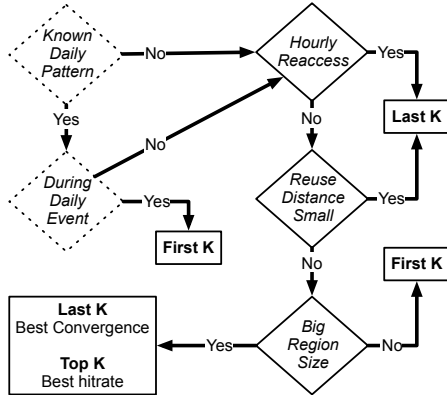 Known
Daily
Pattern
No
Hourly
Reaccess
Yes
Yes
No
Last K
No
During
Daily
Event
Yes
Reuse
Distance
Small
Yes
First K
No
First K
Last K
Best Convergence
Top K
Best hitrate
Yes
Big
Region
Size
No